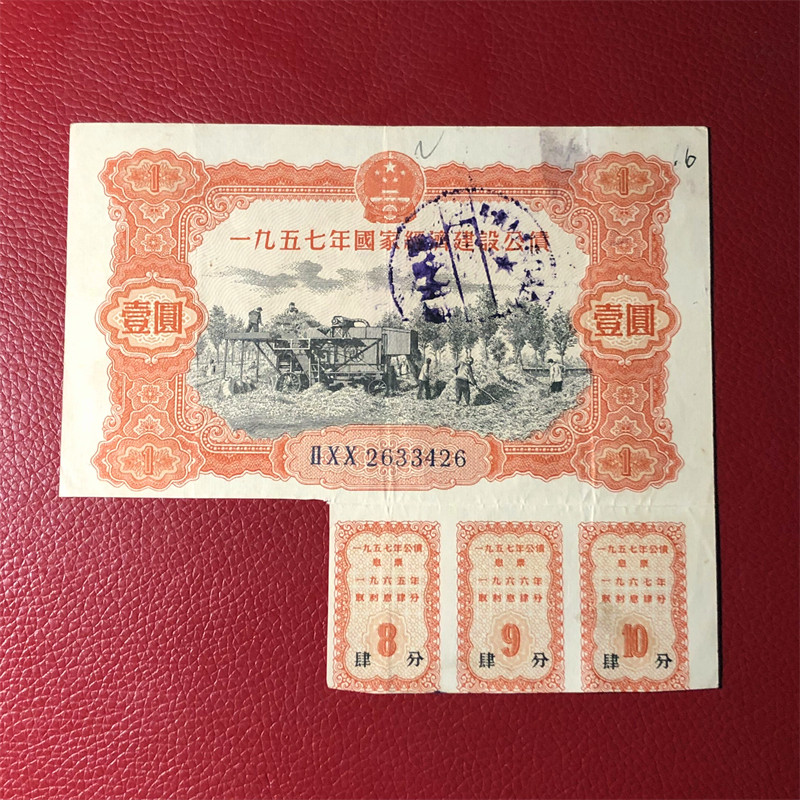 6
1
1
一九五七年國家經濟建設公債
壹圓
壹圓
1
1
ⅡXX 2633426
一九五七年公債
息票
一九六五年
取利息肆分
8
肆 分
一九五七年公債
息票
一九六六年
取利息肆分
9
肆 分
一九五七年公債
息票
一九六七年
取利息肆分
10
肆 分